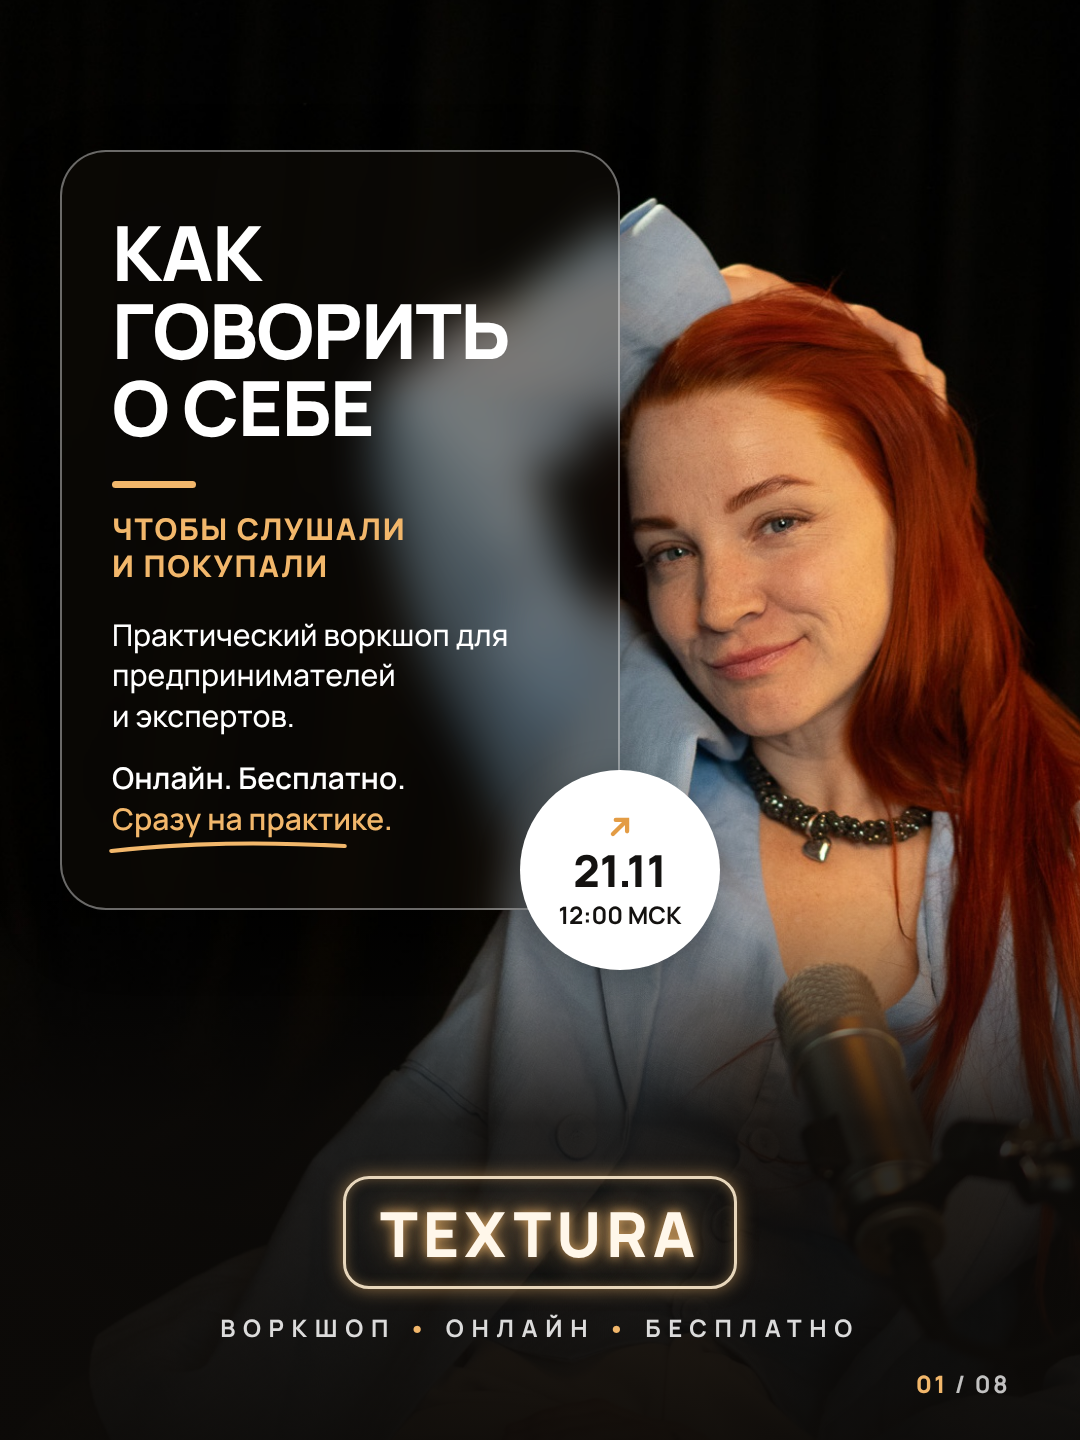 КАК
ГОВОРИТЬ
О СЕБЕ
ЧТОБЫ СЛУШАЛИ
И ПОКУПАЛИ
Практический воркшоп для
предпринимателей
и экспертов.
Онлайн. Бесплатно.
Сразу на практике.
21.11
12:00 МСК
TEXTURA
ВОРКШОП • ОНЛАЙН • БЕСПЛАТНО
01 / 08